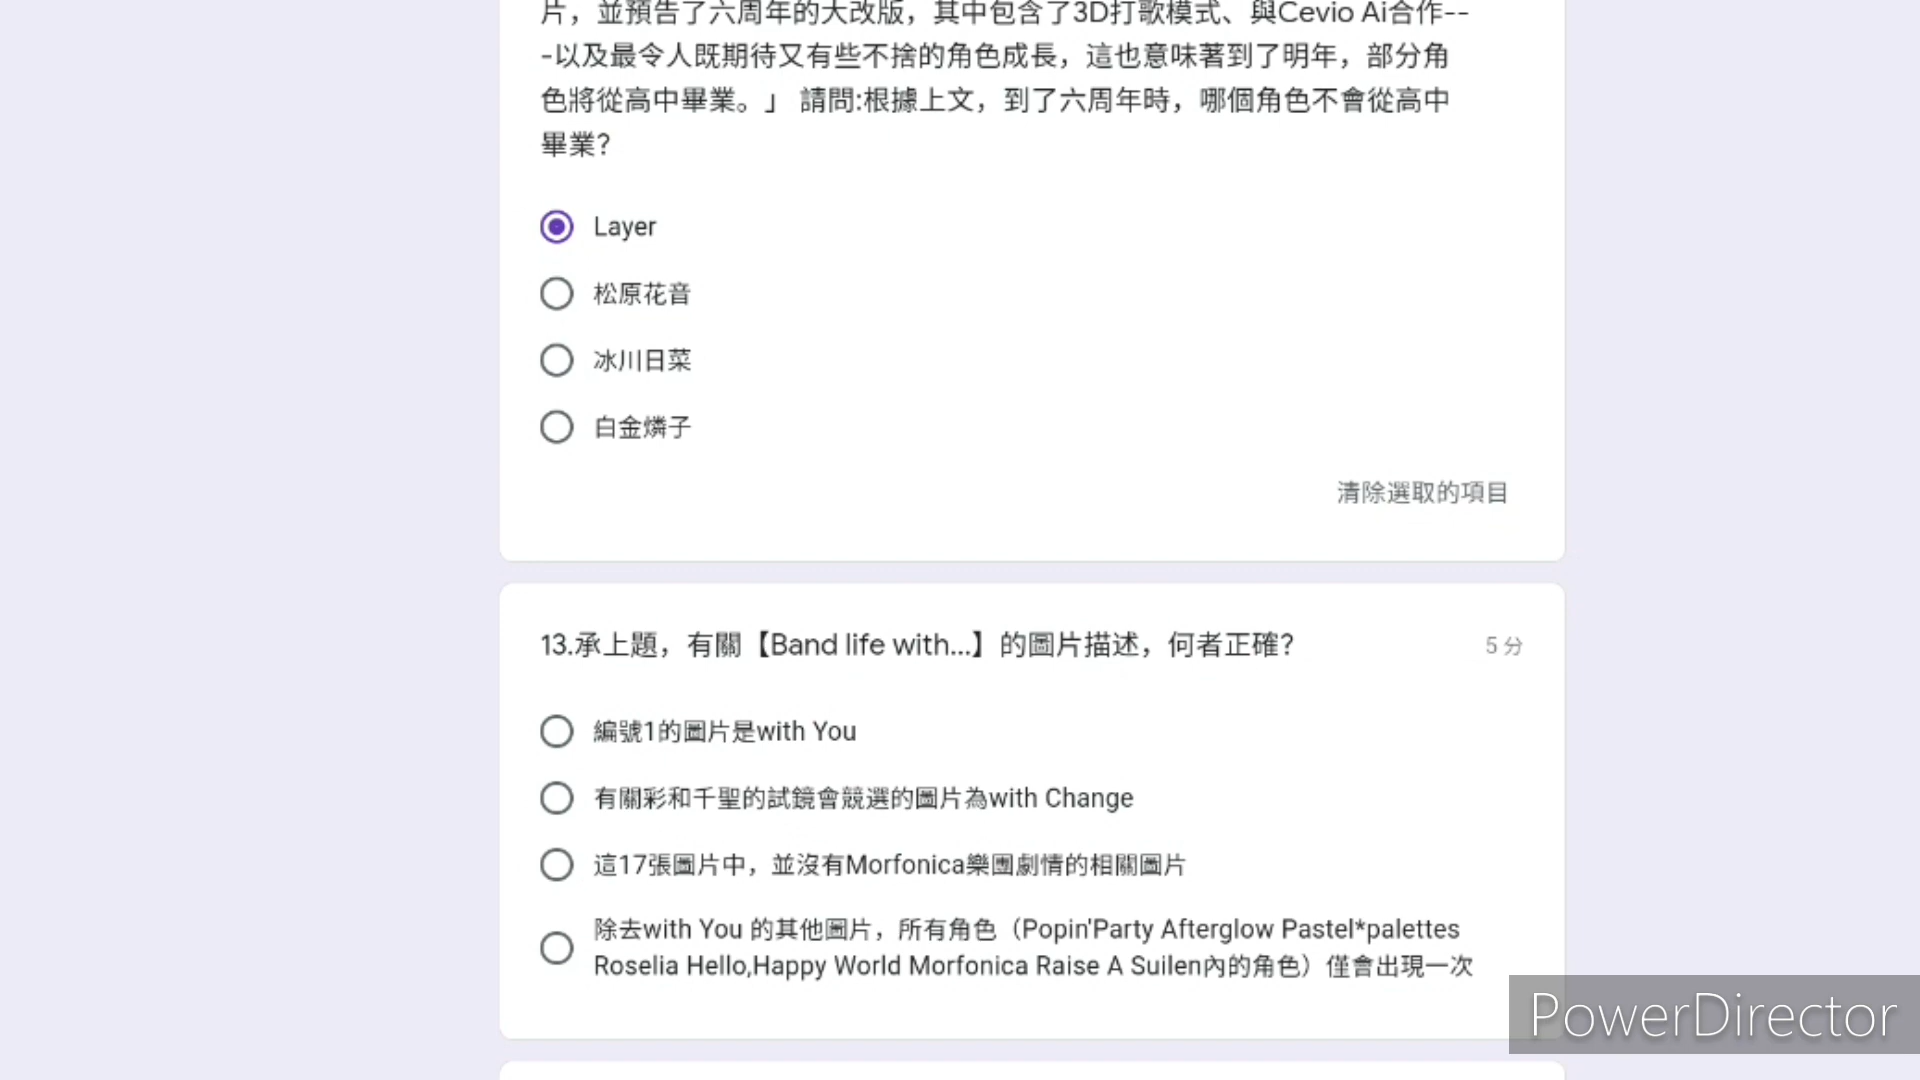 片，並預告了六周年的大改版，其中包含了3D打歌模式、與Cevio Ai合作--
-以及最令人既期待又有些不捨的角色成長，這也意味著到了明年，部分角
色將從高中畢業。」 請問:根據上文，到了六周年時，哪個角色不會從高中
畢業?
Layer
松原花音
冰川日菜
白金燐子
清除選取的項目
13.承上題，有關【Band life with...】的圖片描述，何者正確?
5 分
編號1的圖片是with You
有關彩和千聖的試鏡會競選的圖片為with Change
這17張圖片中，並沒有Morfonica樂團劇情的相關圖片
除去with You 的其他圖片，所有角色（Popin'Party Afterglow Pastel*palettes
Roselia Hello,Happy World Morfonica Raise A Suilen內的角色）僅會出現一次
PowerDirector